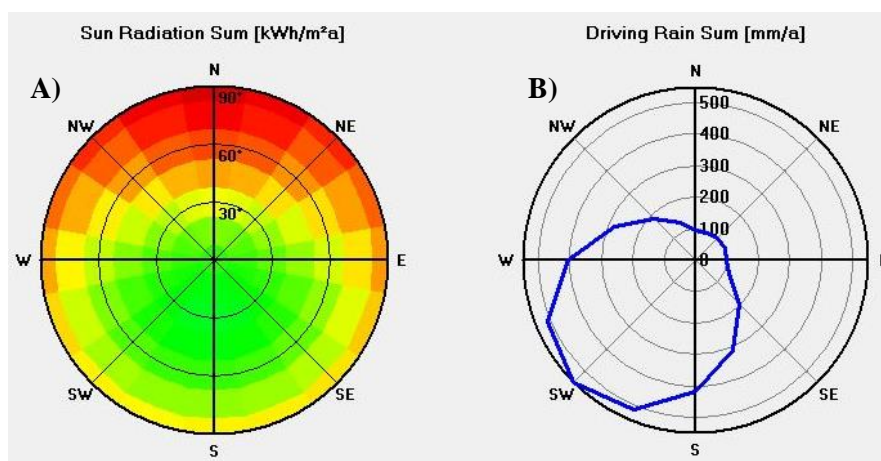 Sun Radiation Sum [kWh/m²a]
A)
N
NW
NE
90°
60°
30°
W
E
SW
SE
S
Driving Rain Sum [mm/a]
B)
N
NW
NE
500
400
300
200
100
0
W
SW
SE
S